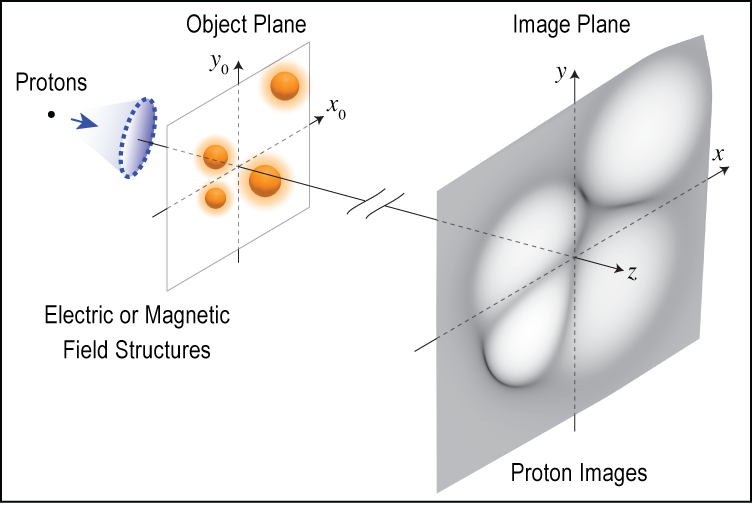 Object Plane
Image Plane
Protons
y0
x0
y
x
z
Electric or Magnetic
Field Structures
Proton Images